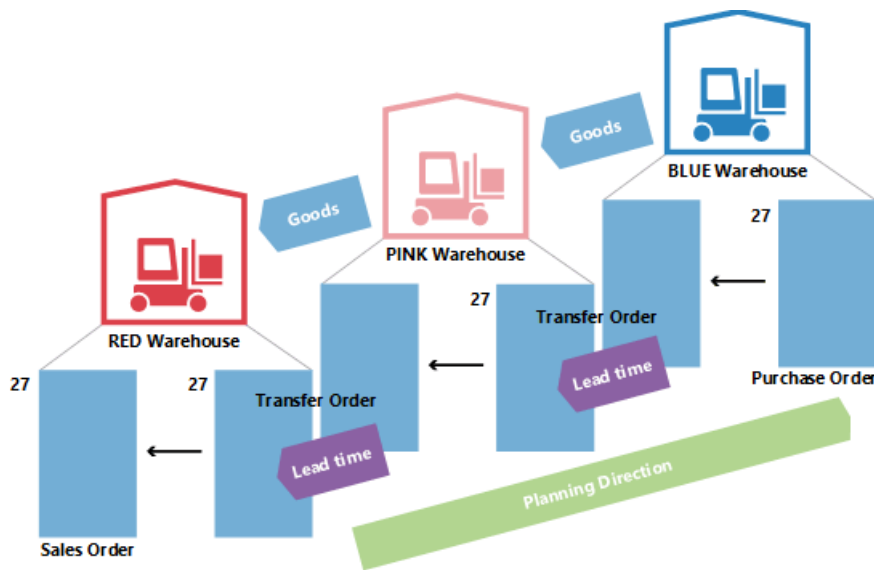 BLUE Warehouse
Goods
27
PINK Warehouse
Goods
27
Transfer Order
RED Warehouse
Lead time
Purchase Order
27
27
Transfer Order
Lead time
Planning Direction
Sales Order